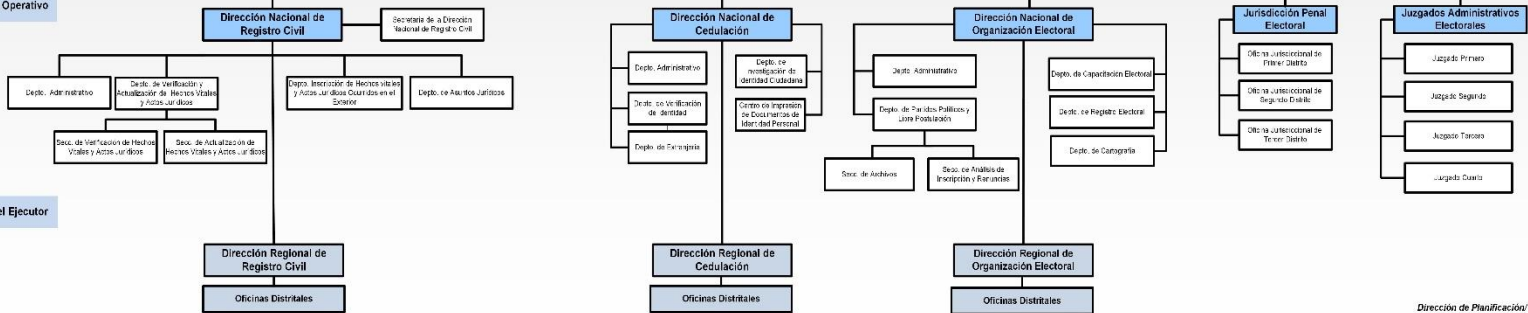 Operativo
Dirección Nacional de
Registro Civil
Secretaría de la Dirección
Nacional de Registro Civil
Depto. Administrativo
Depto. de Verificación y
Actualización de Hechos Vitales
y Actos Jurídicos
Depto. Inscripción de Hechos vitales
y Actos Jurídicos Ocurridos en el
Exterior
Depto. de Asuntos Jurídicos
Secc. de Verificación de Hechos
Vitales y Actos Jurídicos
Secc. de Actualización de
Hechos Vitales y Actos Jurídicos
Dirección Nacional de
Cedulación
Depto. Administrativo
Depto. de Verificación
de Identidad
Depto. de Extranjería
Depto. de
Investigación de
Identidad Ciudadana
Centro de Impresión
de Documentos de
Identidad Personal
Dirección Nacional de
Organización Electoral
Depto. Administrativo
Depto. de Partidos Políticos y
Libre Postulación
Secc. de Archivos
Secc. de Análisis de
Inscripción y Renuncias
Depto. de Capacitación Electoral
Depto. de Registro Electoral
Depto. de Cartografía
Jurisdicción Penal
Electoral
Oficina Jurisdiccional de
Primer Distrito
Oficina Jurisdiccional de
Segundo Distrito
Oficina Jurisdiccional de
Tercer Distrito
Juzgados Administrativos
Electorales
Juzgado Primero
Juzgado Segundo
Juzgado Tercero
Juzgado Cuarto
el Ejecutor
Dirección Regional de
Registro Civil
Oficinas Distritales
Dirección Regional de
Cedulación
Oficinas Distritales
Dirección Regional de
Organización Electoral
Oficinas Distritales
Dirección de Planificación/